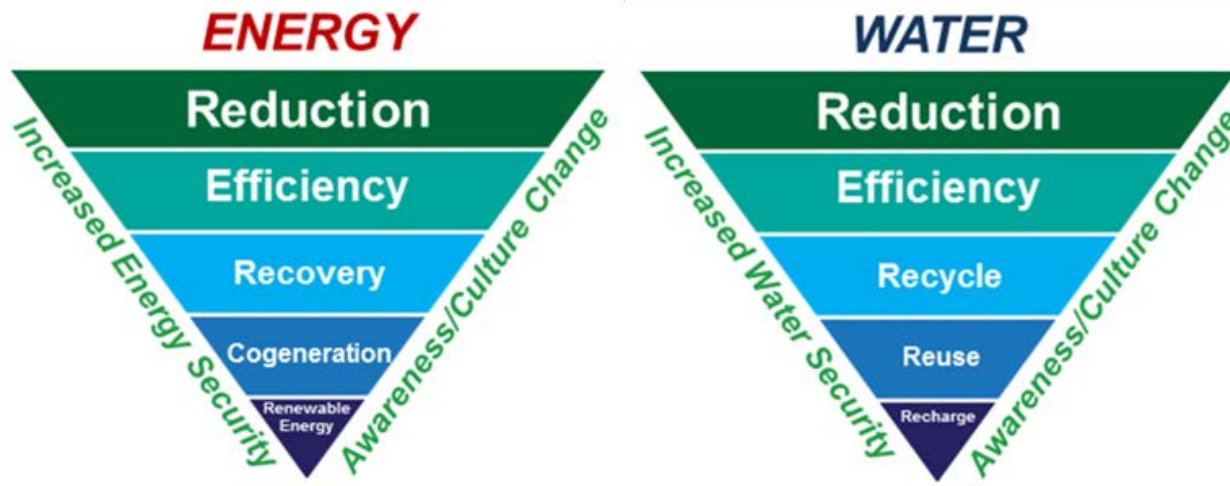 ENERGY
Reduction
Efficiency
Recovery
Cogeneration
Renewable
Energy
Increased Energy Security
Awareness/Culture Change
WATER
Reduction
Efficiency
Recycle
Reuse
Recharge
Increased Water Security
Awareness/Culture Change